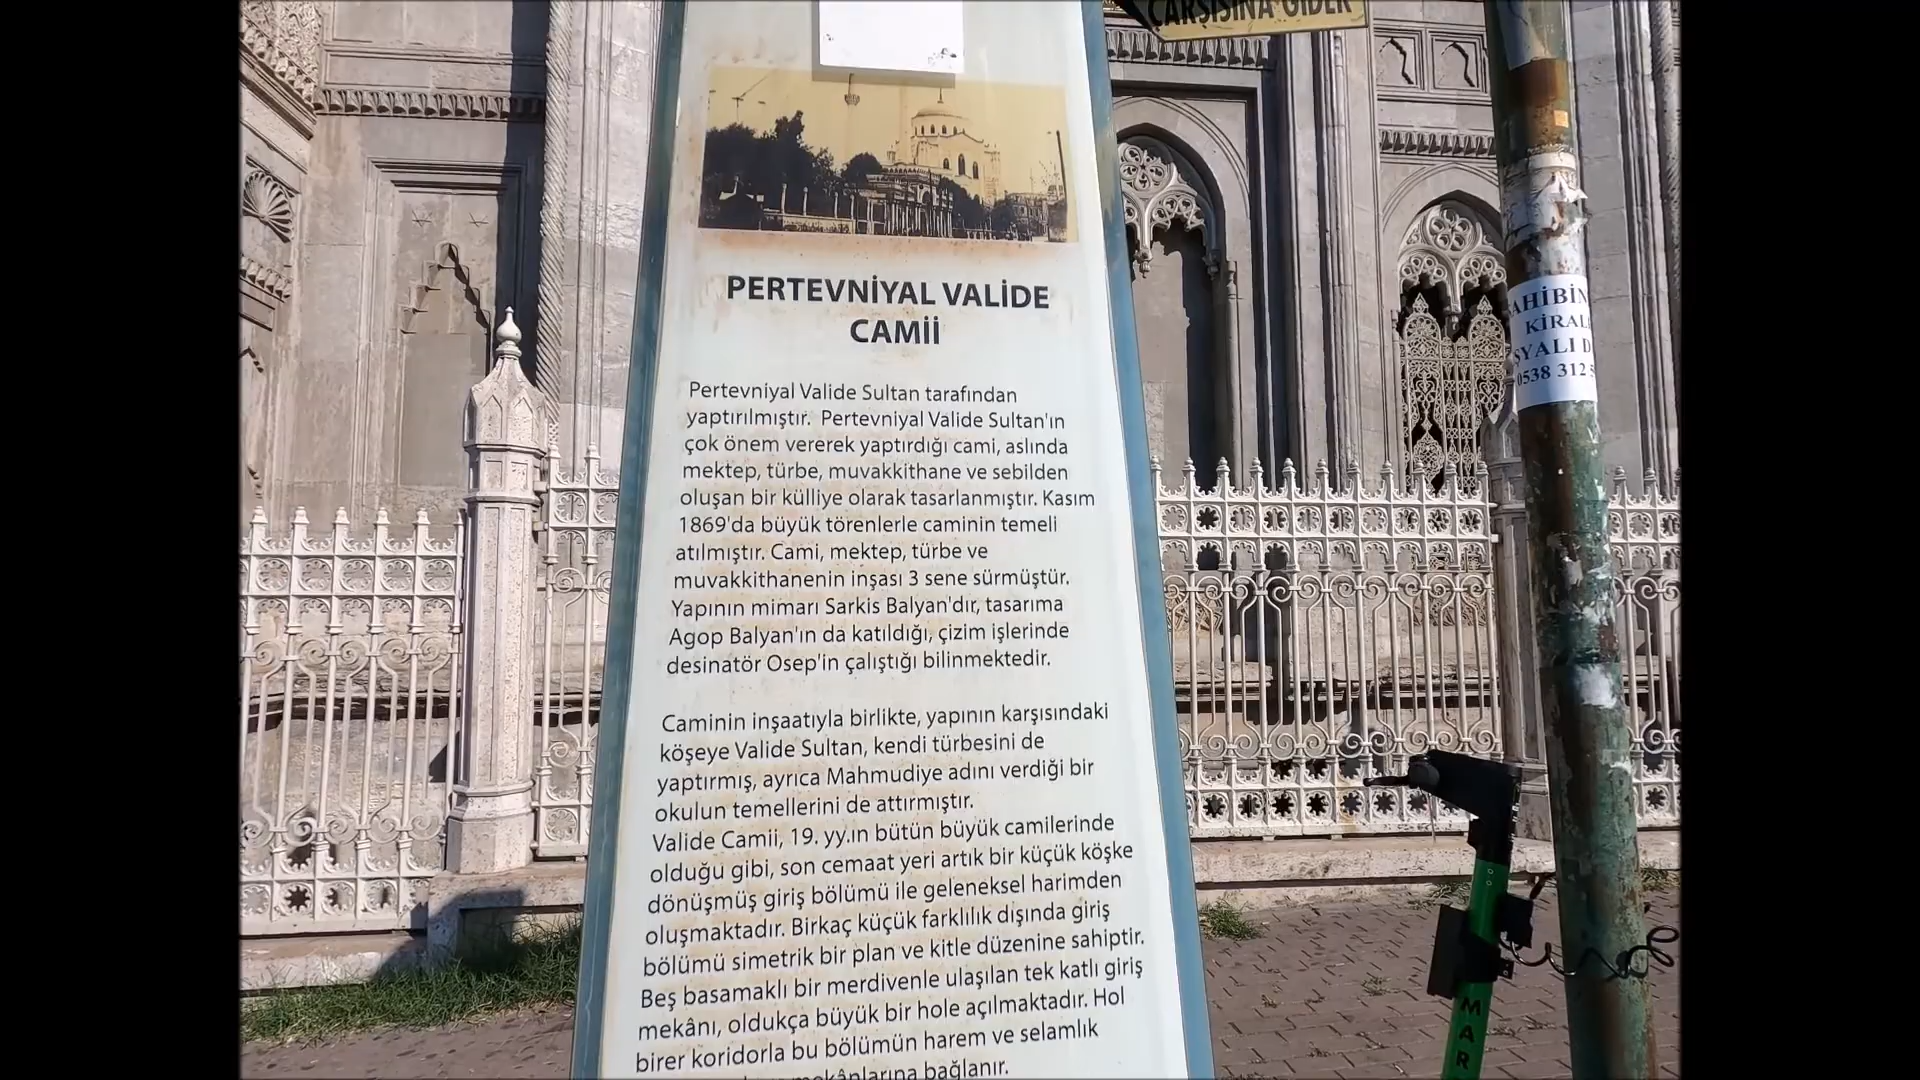 ÇARŞISINA GİDER
PERTEVNİYAL VALİDE
CAMİİ
Pertevniyal Valide Sultan tarafından
yaptırılmıştır. Pertevniyal Valide Sultan'ın
çok önem vererek yaptırdığı cami, aslında
mektep, türbe, muvakkithane ve sebilden
oluşan bir külliye olarak tasarlanmıştır. Kasım
1869'da büyük törenlerle caminin temeli
atılmıştır. Cami, mektep, türbe ve
muvakkithanenin inşası 3 sene sürmüştür.
Yapının mimarı Sarkis Balyan'dır, tasarıma
Agop Balyan'ın da katıldığı, çizim işlerinde
desinatör Osep'in çalıştığı bilinmektedir.
Caminin inşaatıyla birlikte, yapının karşısındaki
köşeye Valide Sultan, kendi türbesini de
yaptırmış, ayrıca Mahmudiye adını verdiği bir
okulun temellerini de attırmıştır.
Valide Camii, 19. yy.ın bütün büyük camilerinde
olduğu gibi, son cemaat yeri artık bir küçük köşke
dönüşmüş giriş bölümü ile geleneksel harimden
oluşmaktadır. Birkaç küçük farklılık dışında giriş
bölümü simetrik bir plan ve kitle düzenine sahiptir.
Beş basamaklı bir merdivenle ulaşılan tek katlı giriş
mekânı, oldukça büyük bir hole açılmaktadır. Hol
birer koridorla bu bölümün harem ve selamlık
mekânlarına bağlanır.
AHİBİN
KİRAL
ŞYALI D
0538 312
MAR